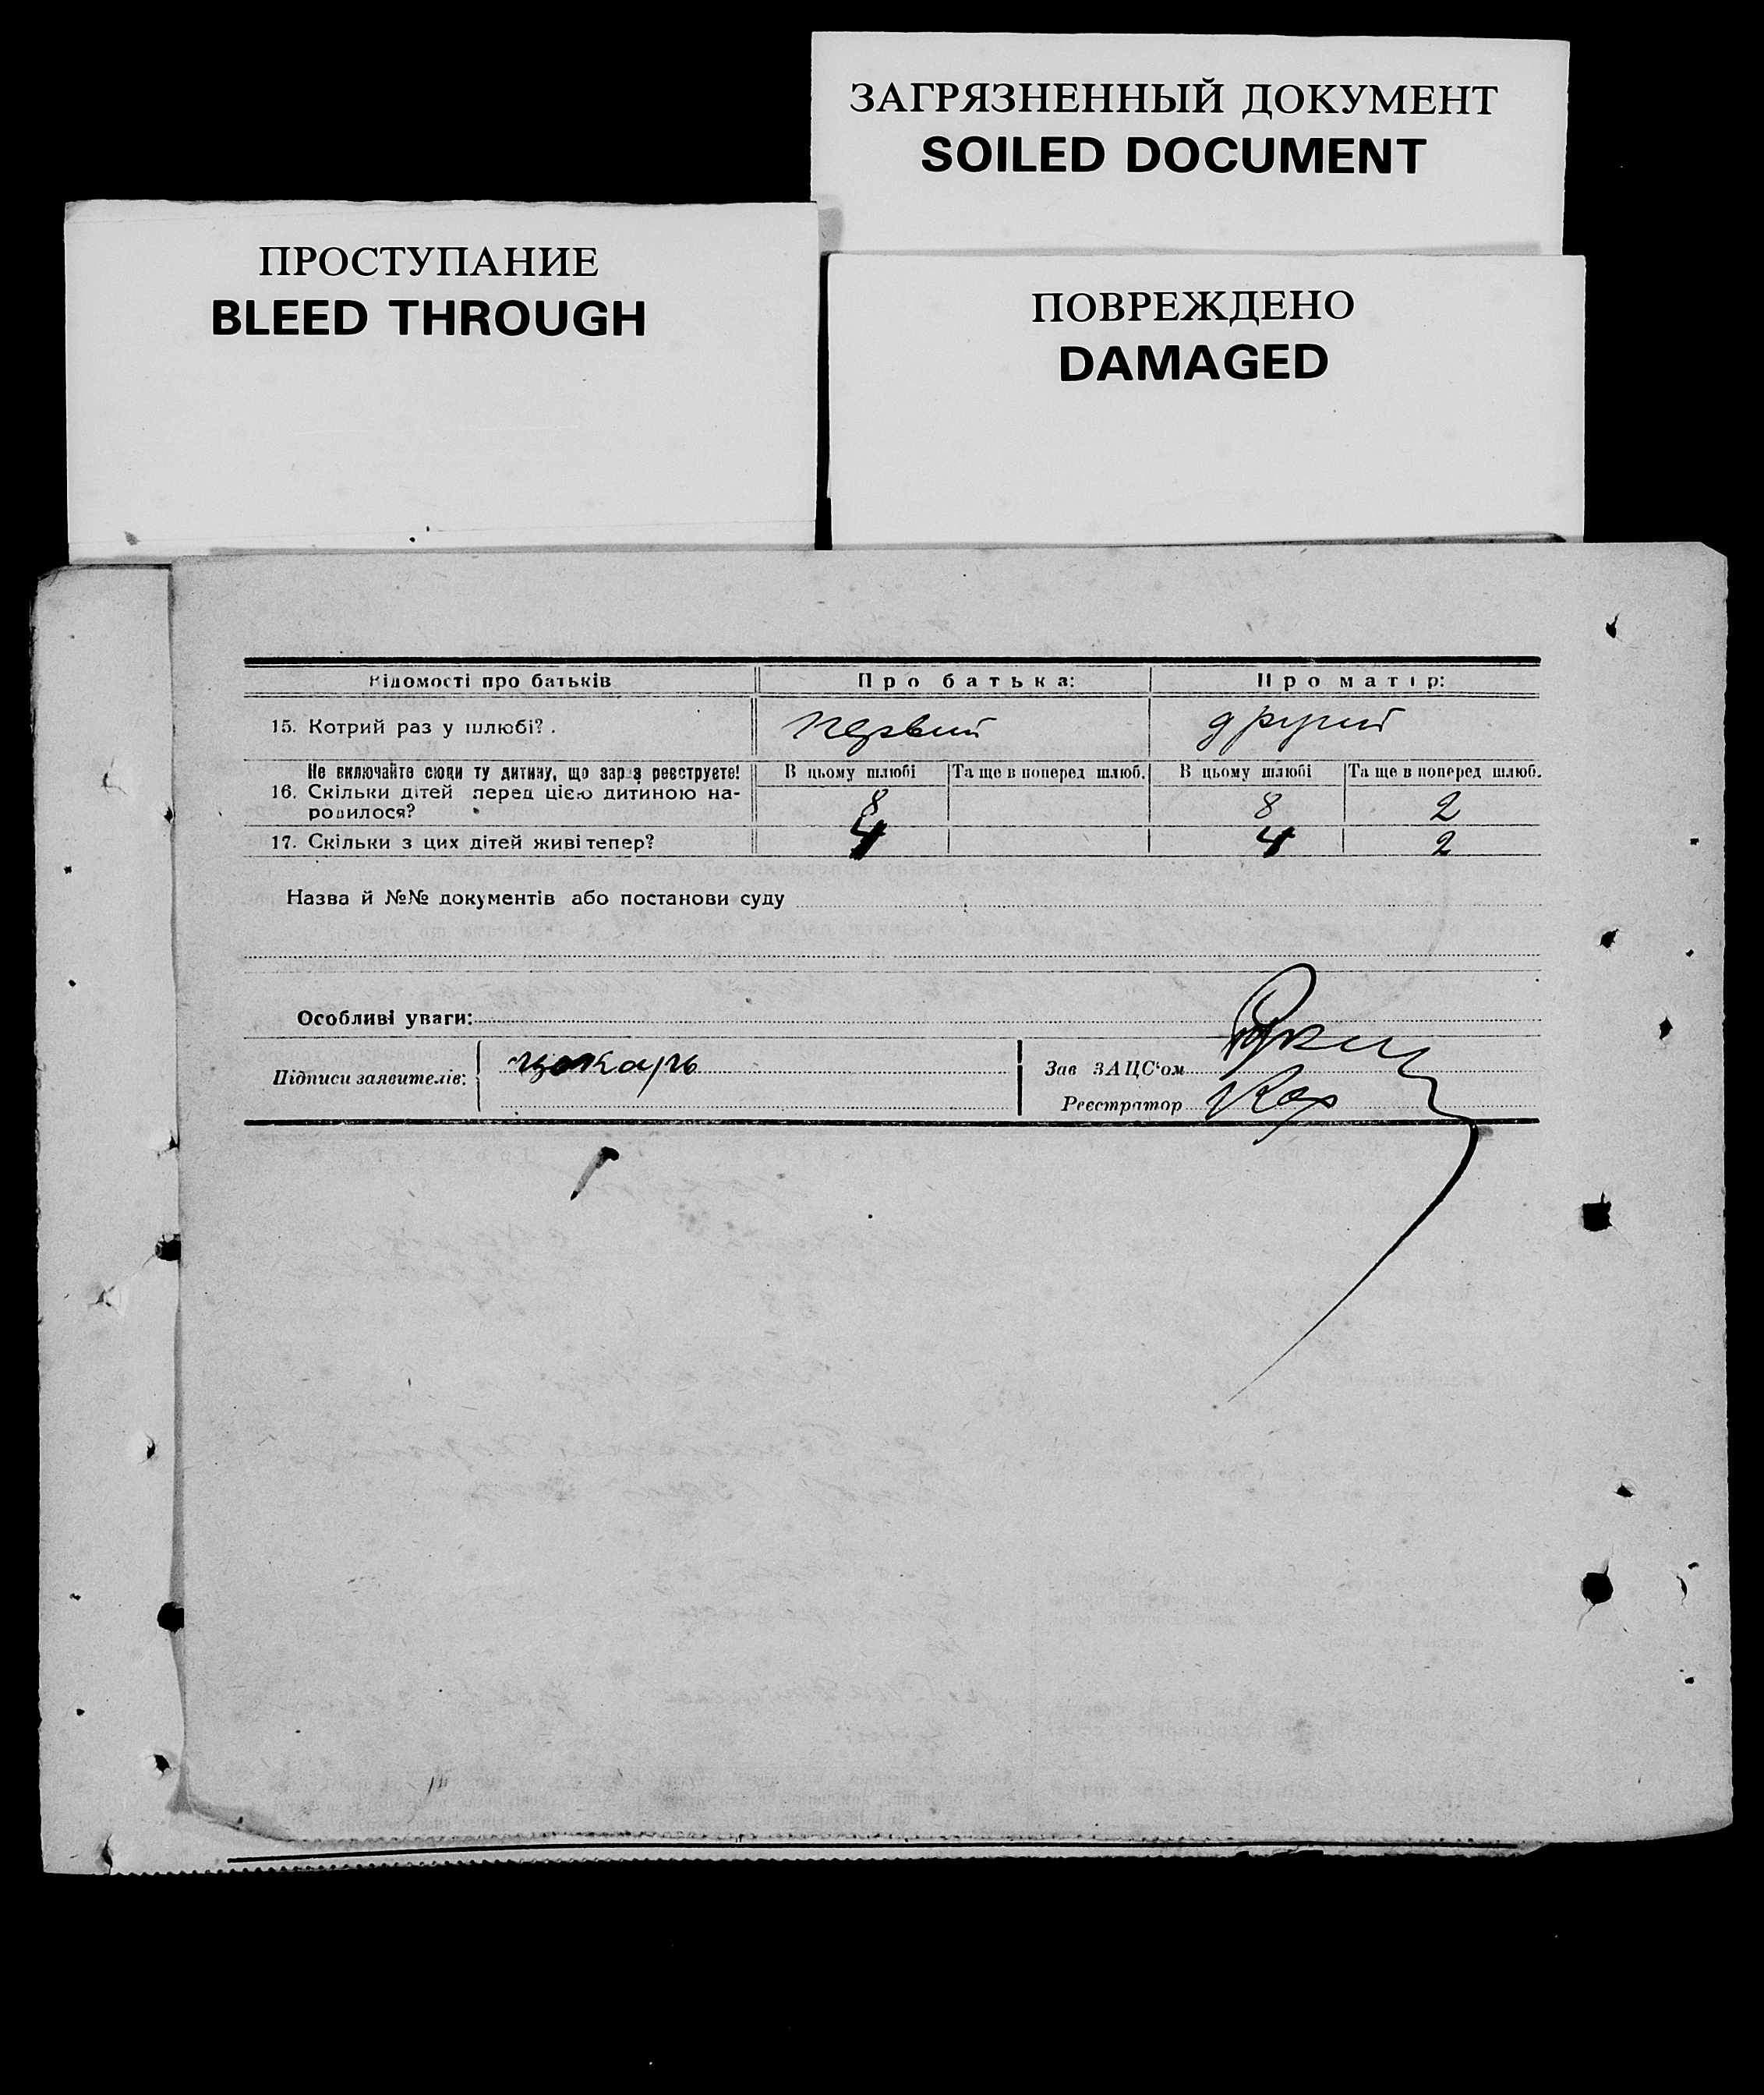 ЗАГРЯЗНЕННЫЙ ДОКУМЕНТ
SOILED DOCUMENT
ПРОСТУПАНИЕ
BLEED THROUGH
ПОВРЕЖДЕНО
DAMAGED
Відомості про батьків Про батька: Про матір:
15. Котрий раз у шлюбі? . первий другий
Не включайте сюди ту дитину, що зараз реєструєте! В цьому шлюбі Та ще в поперед шлюб. В цьому шлюбі Та ще в поперед шлюб.
16. Скільки дітей перед цією дитиною на-
родилося? 8 8 2
17. Скільки з цих дітей живі тепер? 4 4 2
Назва й №№ документів або постанови суду
Особливі уваги:
Підписи заявителів: Зав ЗАЦС‘ом
Реєстратор